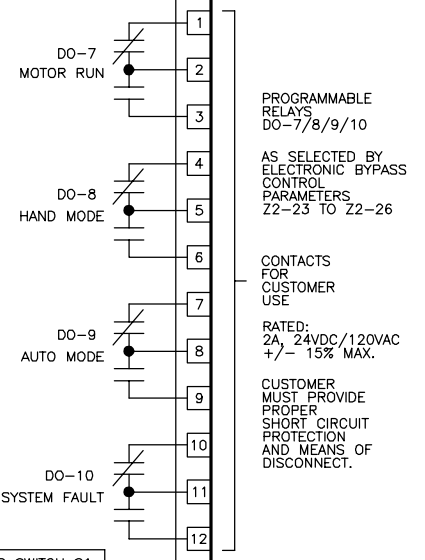 1
DO-7
MOTOR RUN
2
3
4
DO-8
HAND MODE
5
6
7
DO-9
AUTO MODE
8
9
10
DO-10
SYSTEM FAULT
11
12
PROGRAMMABLE
RELAYS
DO-7/8/9/10
AS SELECTED BY
ELECTRONIC BYPASS
CONTROL
PARAMETERS
Z2-23 TO Z2-26
CONTACTS
FOR
CUSTOMER
USE
RATED:
2A, 24VDC/120VAC
+/- 15% MAX.
CUSTOMER
MUST PROVIDE
PROPER
SHORT CIRCUIT
PROTECTION
AND MEANS OF
DISCONNECT.